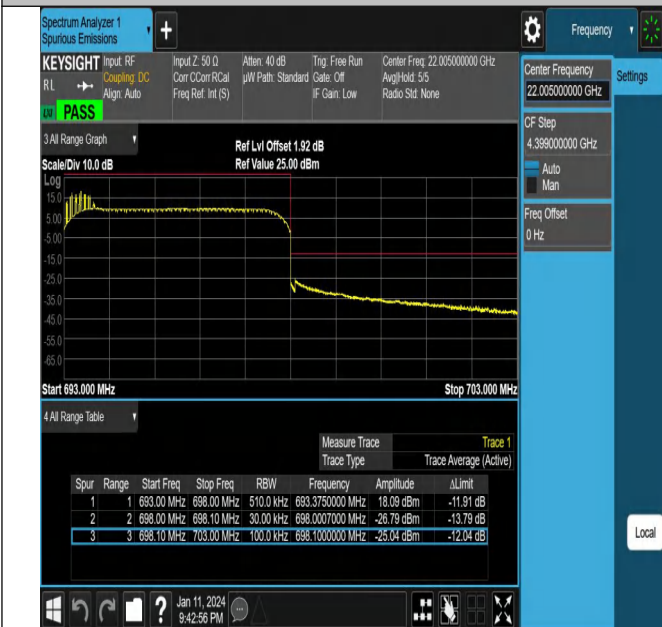 Spectrum Analyzer 1
Spurious Emissions
+
Frequency
KEYSIGHT Input: RF Input Z: 50 Ω Atten: 40 dB Trig: Free Run Center Freq: 22.005000000 GHz
RL Coupling: DC Corr CCorr RCal µW Path: Standard Gate: Off Avg|Hold: 5/5
Align: Auto Freq Ref: Int (S) IF Gain: Low Radio Std: None
PASS
Center Frequency
22.005000000 GHz
Settings
CF Step
4.399000000 GHz
Auto
Man
Freq Offset
0 Hz
Local
3 All Range Graph
Ref Lvl Offset 1.92 dB
Scale/Div 10.0 dB Ref Value 25.00 dBm
Log
15.0
5.00
-5.00
-15.0
-25.0
-35.0
-45.0
-55.0
-65.0
Start 693.000 MHz Stop 703.000 MHz
4 All Range Table
Measure Trace Trace 1
Trace Type Trace Average (Active)
Spur Range Start Freq Stop Freq RBW Frequency Amplitude ΔLimit
1 1 693.00 MHz 698.00 MHz 510.0 kHz 693.3750000 MHz 18.09 dBm -11.91 dB
2 2 698.00 MHz 698.10 MHz 30.00 kHz 698.0007000 MHz -26.79 dBm -13.79 dB
3 3 698.10 MHz 703.00 MHz 100.0 kHz 698.1000000 MHz -25.04 dBm -12.04 dB
? Jan 11, 2024
9:42:56 PM